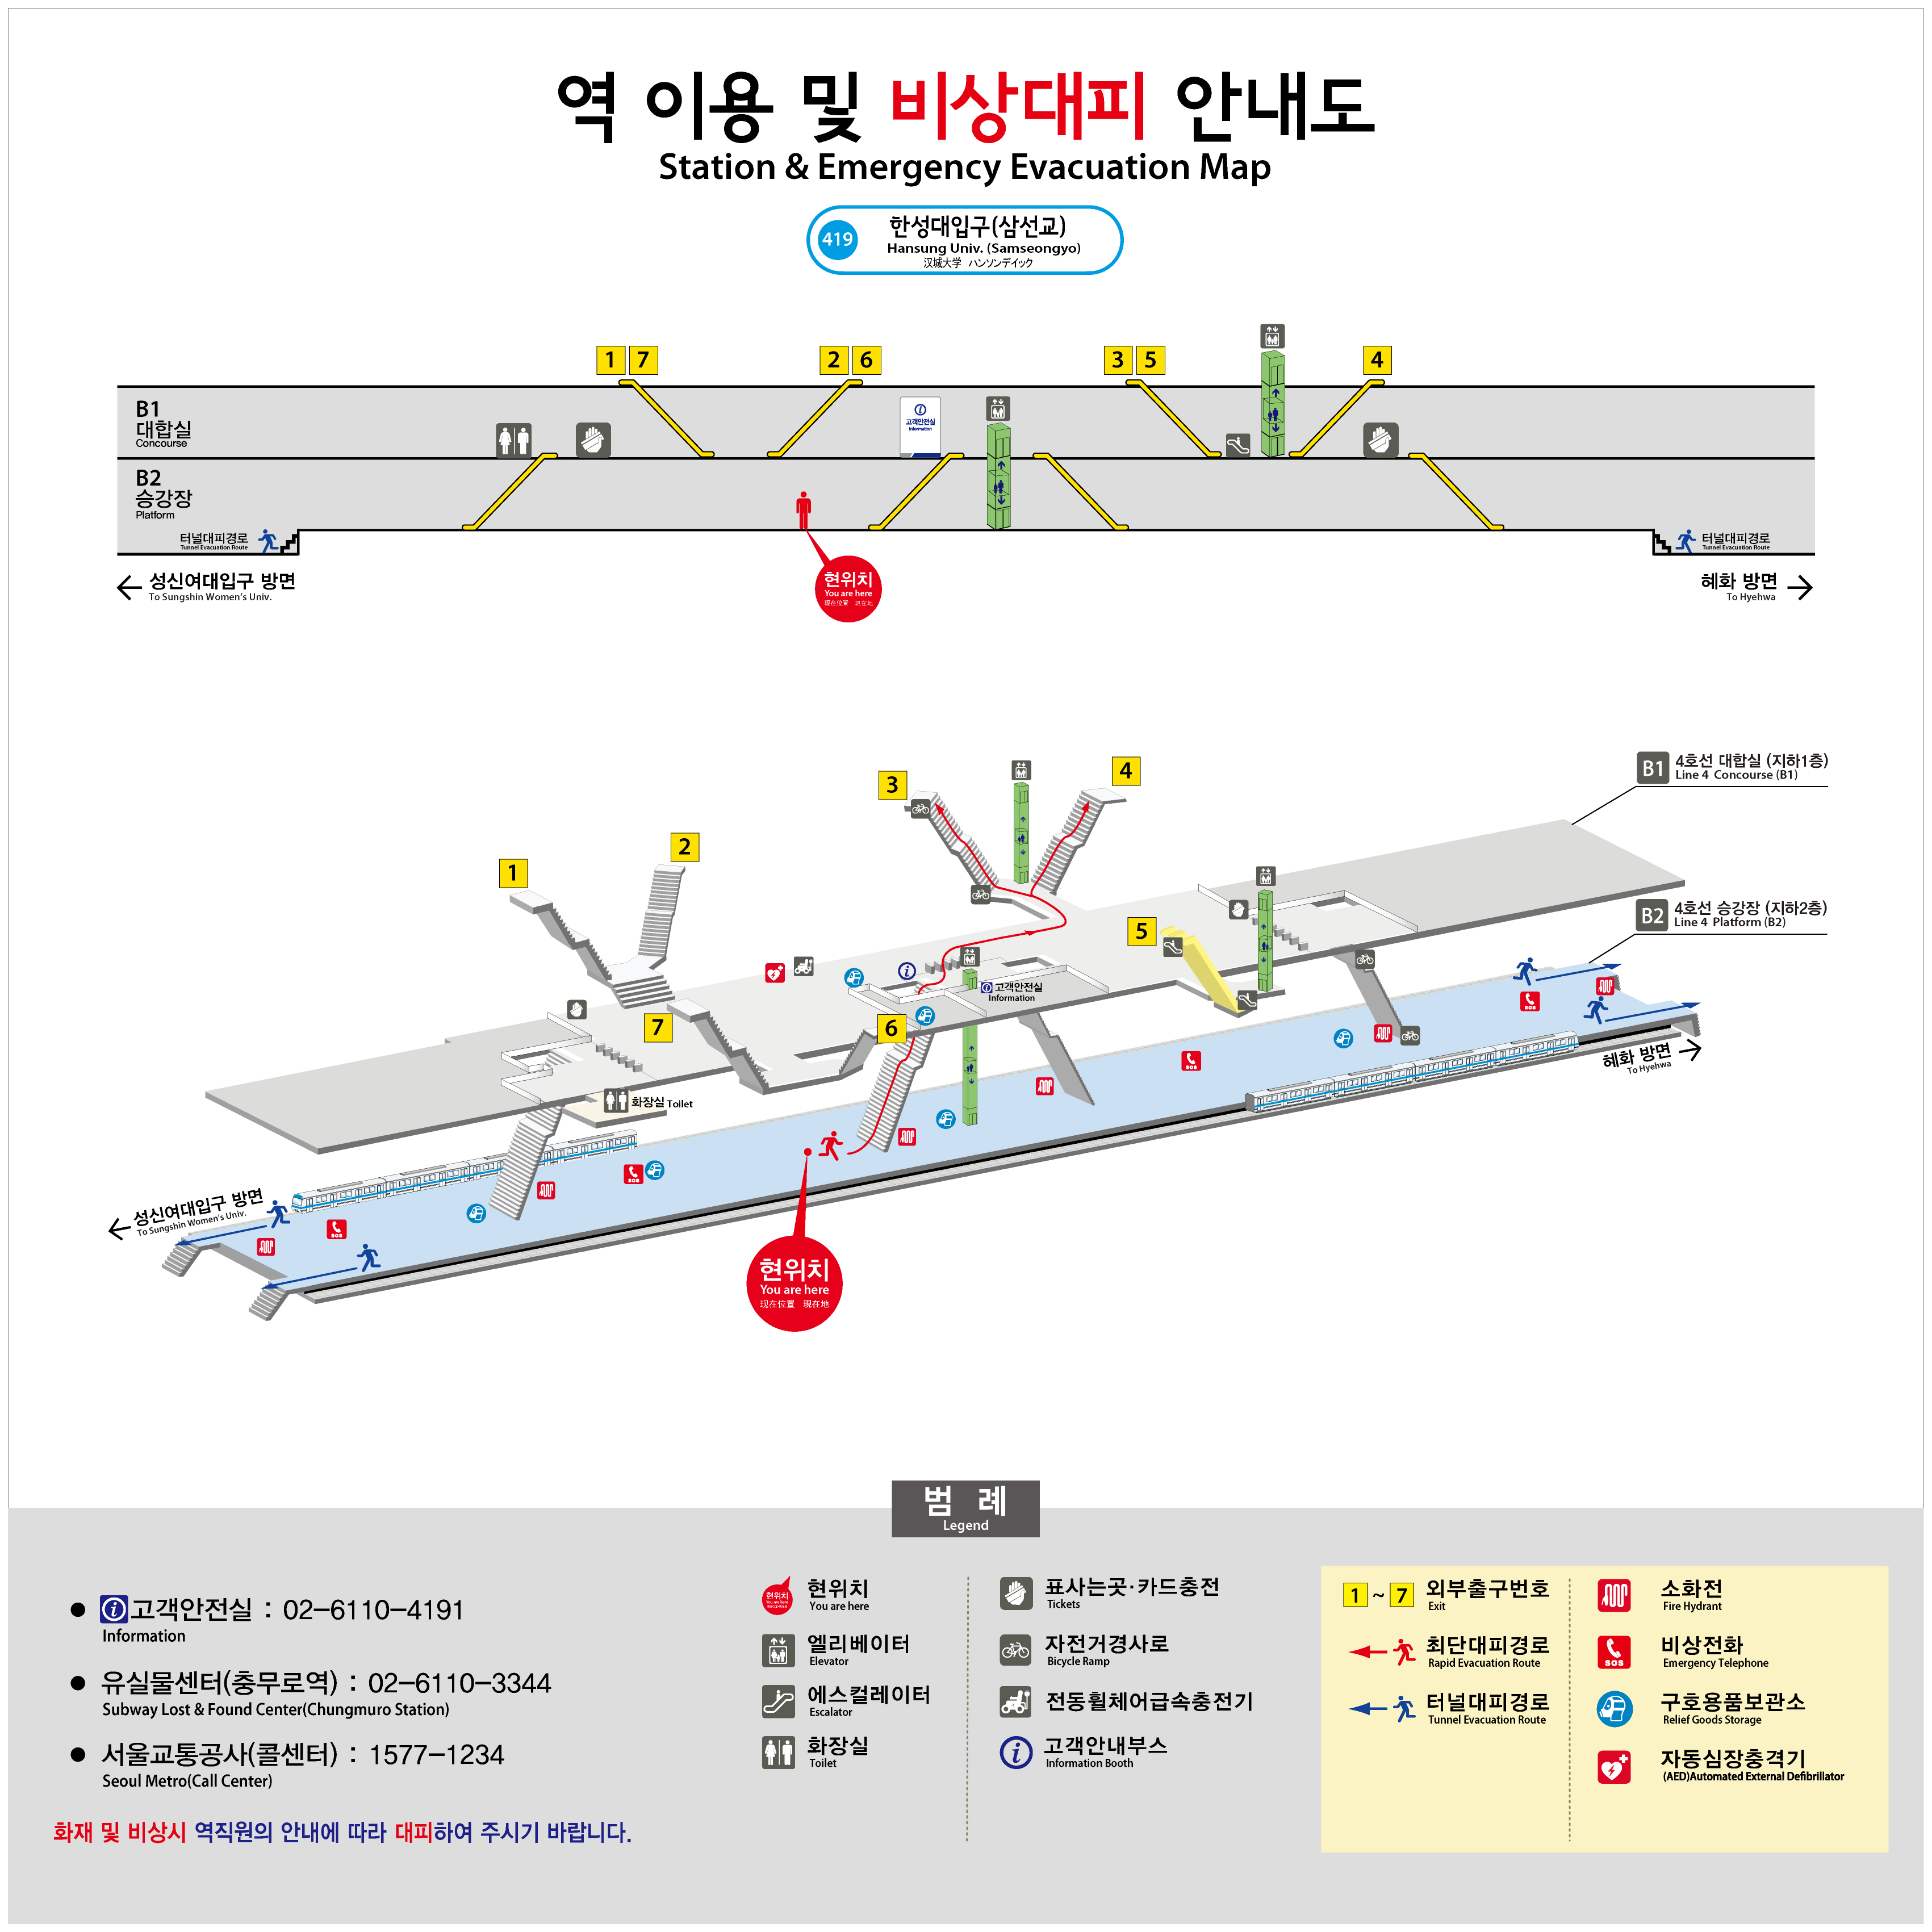 역 이용 및 비상대피 안내도
Station & Emergency Evacuation Map
419
한성대입구(삼선교)
Hansung Univ. (Samseongyo)
汉城大学 ハンソンデイック
1 7
2 6
3 5
4
B1
대합실
Concourse
고객안전실
Information
B2
승강장
Platform
터널대피경로
Tunnel Evacuation Route
터널대피경로
Tunnel Evacuation Route
성신여대입구 방면
To Sungshin Women's Univ.
현위치
You are here
现在位置 現在地
혜화 방면
To Hyehwa
B1
4호선 대합실 (지하1층)
Line 4 Concourse (B1)
3
4
2
1
B2
4호선 승강장 (지하2층)
Line 4 Platform (B2)
5
고객안전실
Information
7
6
화장실 Toilet
SOS
SOS
SOS
SOS
혜화 방면
To Hyehwa
성신여대입구 방면
To Sungshin Women's Univ.
현위치
You are here
现在位置 現在地
범 례
Legend
고객안전실 : 02-6110-4191
Information
유실물센터(충무로역) : 02-6110-3344
Subway Lost & Found Center(Chungmuro Station)
서울교통공사(콜센터) : 1577-1234
Seoul Metro(Call Center)
화재 및 비상시 역직원의 안내에 따라 대피하여 주시기 바랍니다.
현위치
현위치
You are here
엘리베이터
Elevator
에스컬레이터
Escalator
화장실
Toilet
표사는곳·카드충전
Tickets
자전거경사로
Bicycle Ramp
전동휠체어급속충전기
고객안내부스
Information Booth
1 ~ 7 외부출구번호
Exit
최단대피경로
Rapid Evacuation Route
터널대피경로
Tunnel Evacuation Route
소화전
Fire Hydrant
SOS
비상전화
Emergency Telephone
구호용품보관소
Relief Goods Storage
자동심장충격기
(AED)Automated External Defibrillator